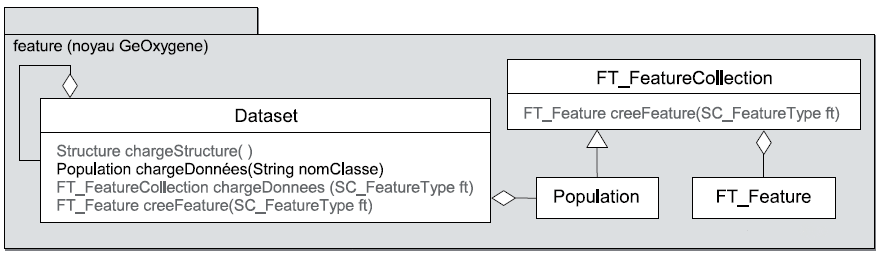 feature (noyau GeOxygene)
Dataset
Structure chargeStructure( )
Population chargeDonnées(String nomClasse)
FT_FeatureCollection chargeDonnees (SC_FeatureType ft)
FT_Feature creeFeature(SC_FeatureType ft)
FT_FeatureCollection
FT_Feature creeFeature(SC_FeatureType ft)
Population
FT_Feature